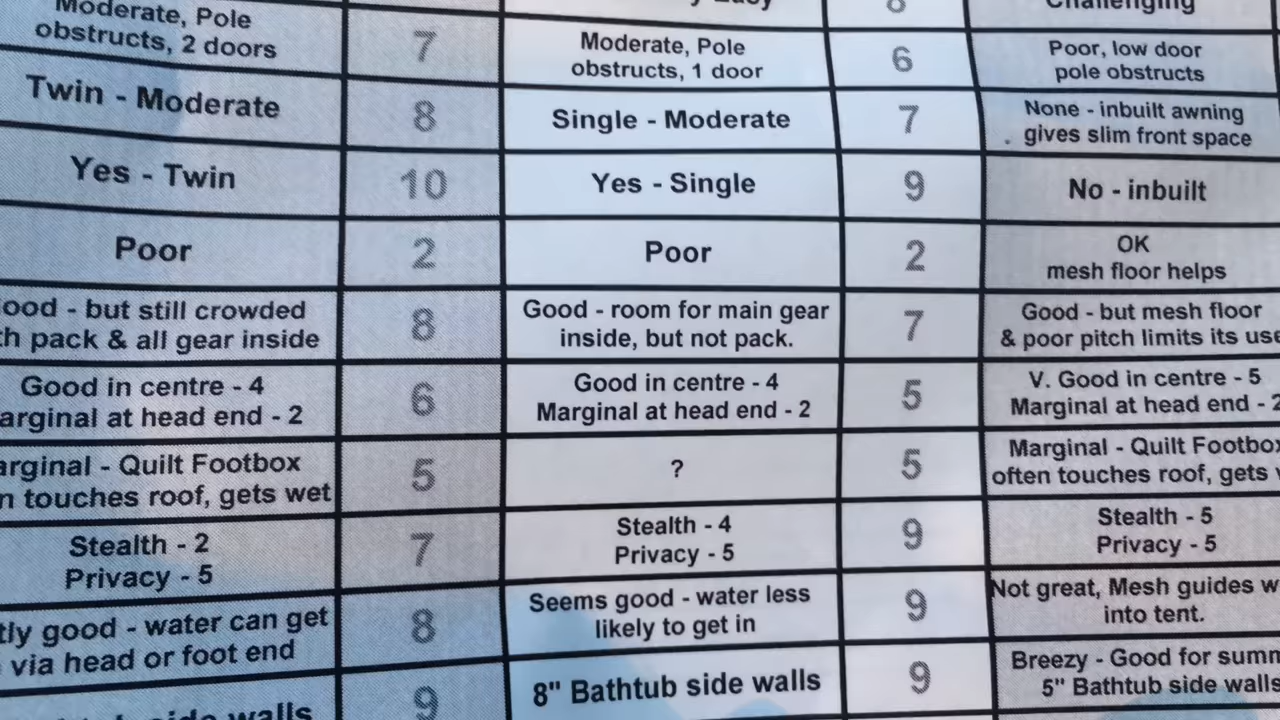 Moderate, Pole
obstructs, 2 doors
7
Moderate, Pole
obstructs, 1 door
6
Poor, low door
pole obstructs
Twin - Moderate
8
Single - Moderate
7
None - inbuilt awning
gives slim front space
Yes - Twin
10
Yes - Single
9
No - inbuilt
Poor
2
Poor
2
OK
mesh floor helps
- but still crowded
pack & all gear inside
8
Good - room for main gear
inside, but not pack.
7
Good - but mesh floor
& poor pitch limits its
Good in centre - 4
at head end - 2
6
Good in centre - 4
Marginal at head end - 2
5
V. Good in centre - 5
Marginal at head end - 2
- Quilt Footbox
touches roof, gets wet
5
?
5
Marginal - Quilt Footbox
often touches roof, gets
Stealth - 2
Privacy - 5
7
Stealth - 4
Privacy - 5
9
Stealth - 5
Privacy - 5
good - water can get
via head or foot end
8
Seems good - water less
likely to get in
9
Not great, Mesh guides
into tent.
walls
9
8" Bathtub side walls
9
Breezy - Good for
5" Bathtub side walls